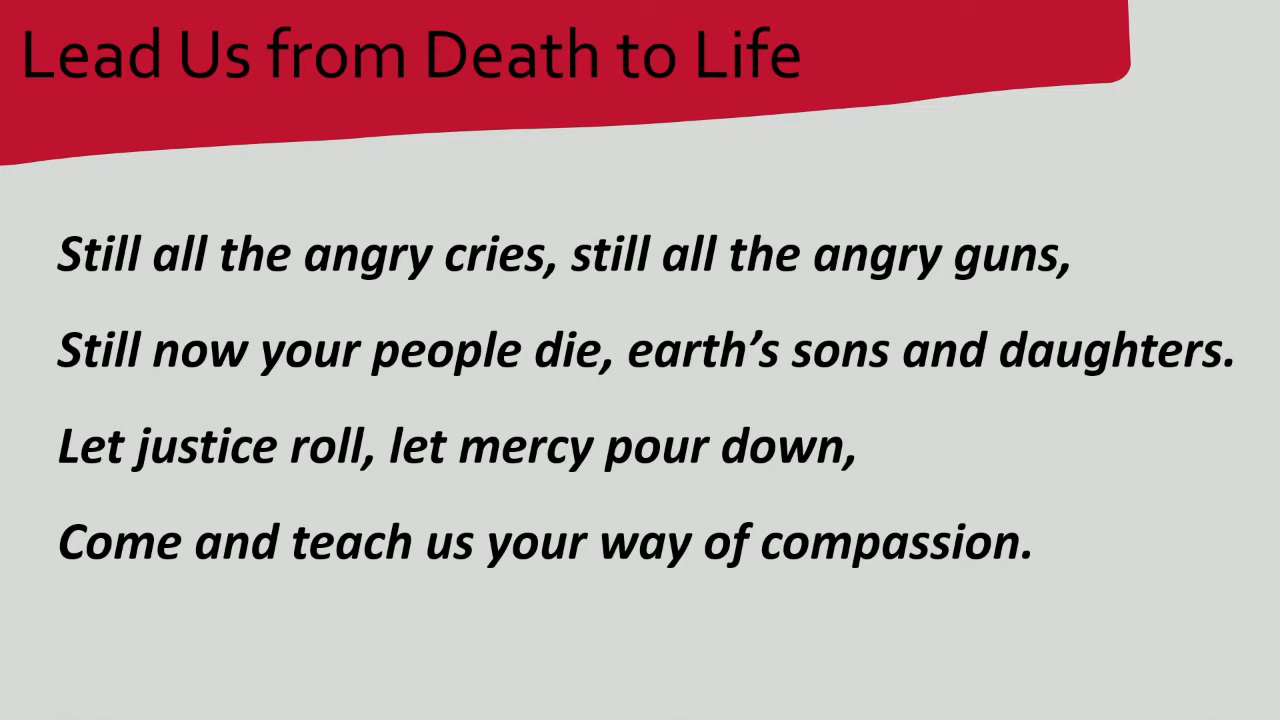 Lead Us from Death to Life
Still all the angry cries, still all the angry guns,
Still now your people die, earth’s sons and daughters.
Let justice roll, let mercy pour down,
Come and teach us your way of compassion.